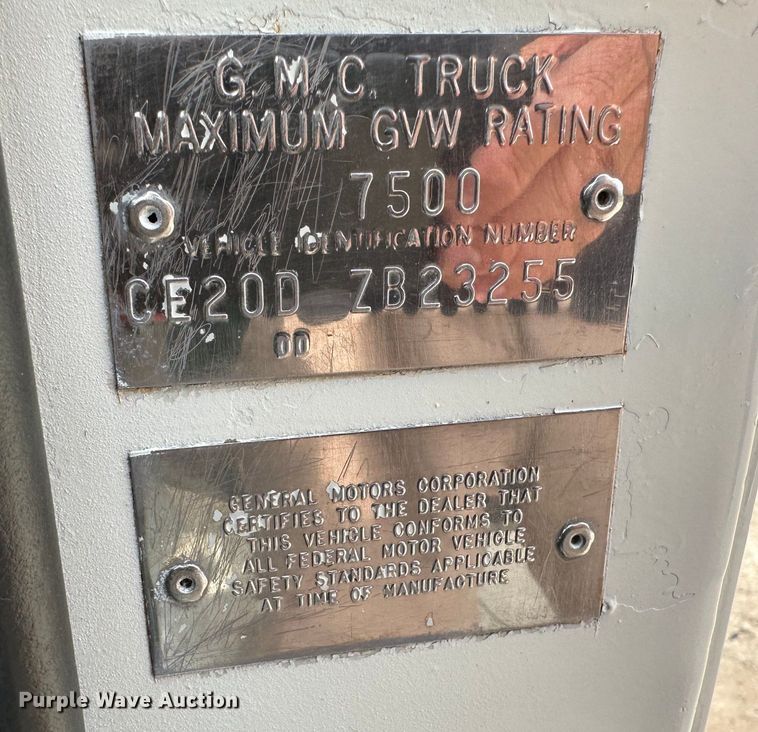 G.M.C. TRUCK
MAXIMUM GVW RATING
7500
VEHICLE IDENTIFICATION NUMBER
CE20D ZB23255
DD
GENERAL MOTORS CORPORATION
CERTIFIES TO THE DEALER THAT
THIS VEHICLE CONFORMS TO
ALL FEDERAL MOTOR VEHICLE
SAFETY STANDARDS APPLICABLE
AT TIME OF MANUFACTURE
Purple Wave Auction